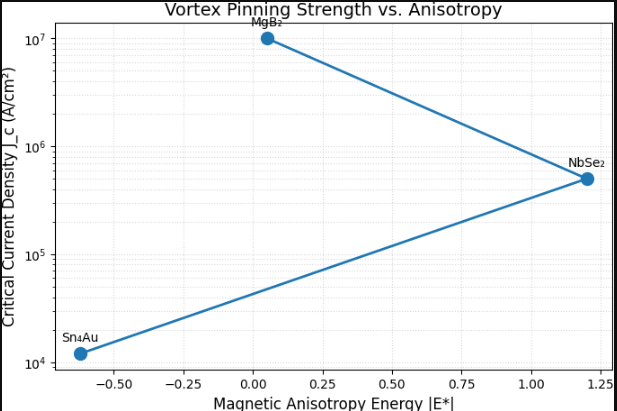 Vortex Pinning Strength vs. Anisotropy
MgB₂
10⁷
Critical Current Density J_c (A/cm²)
10⁶
NbSe₂
10⁵
Sn₄Au
10⁴
−0.50 −0.25 0.00 0.25 0.50 0.75 1.00 1.25
Magnetic Anisotropy Energy |E*|